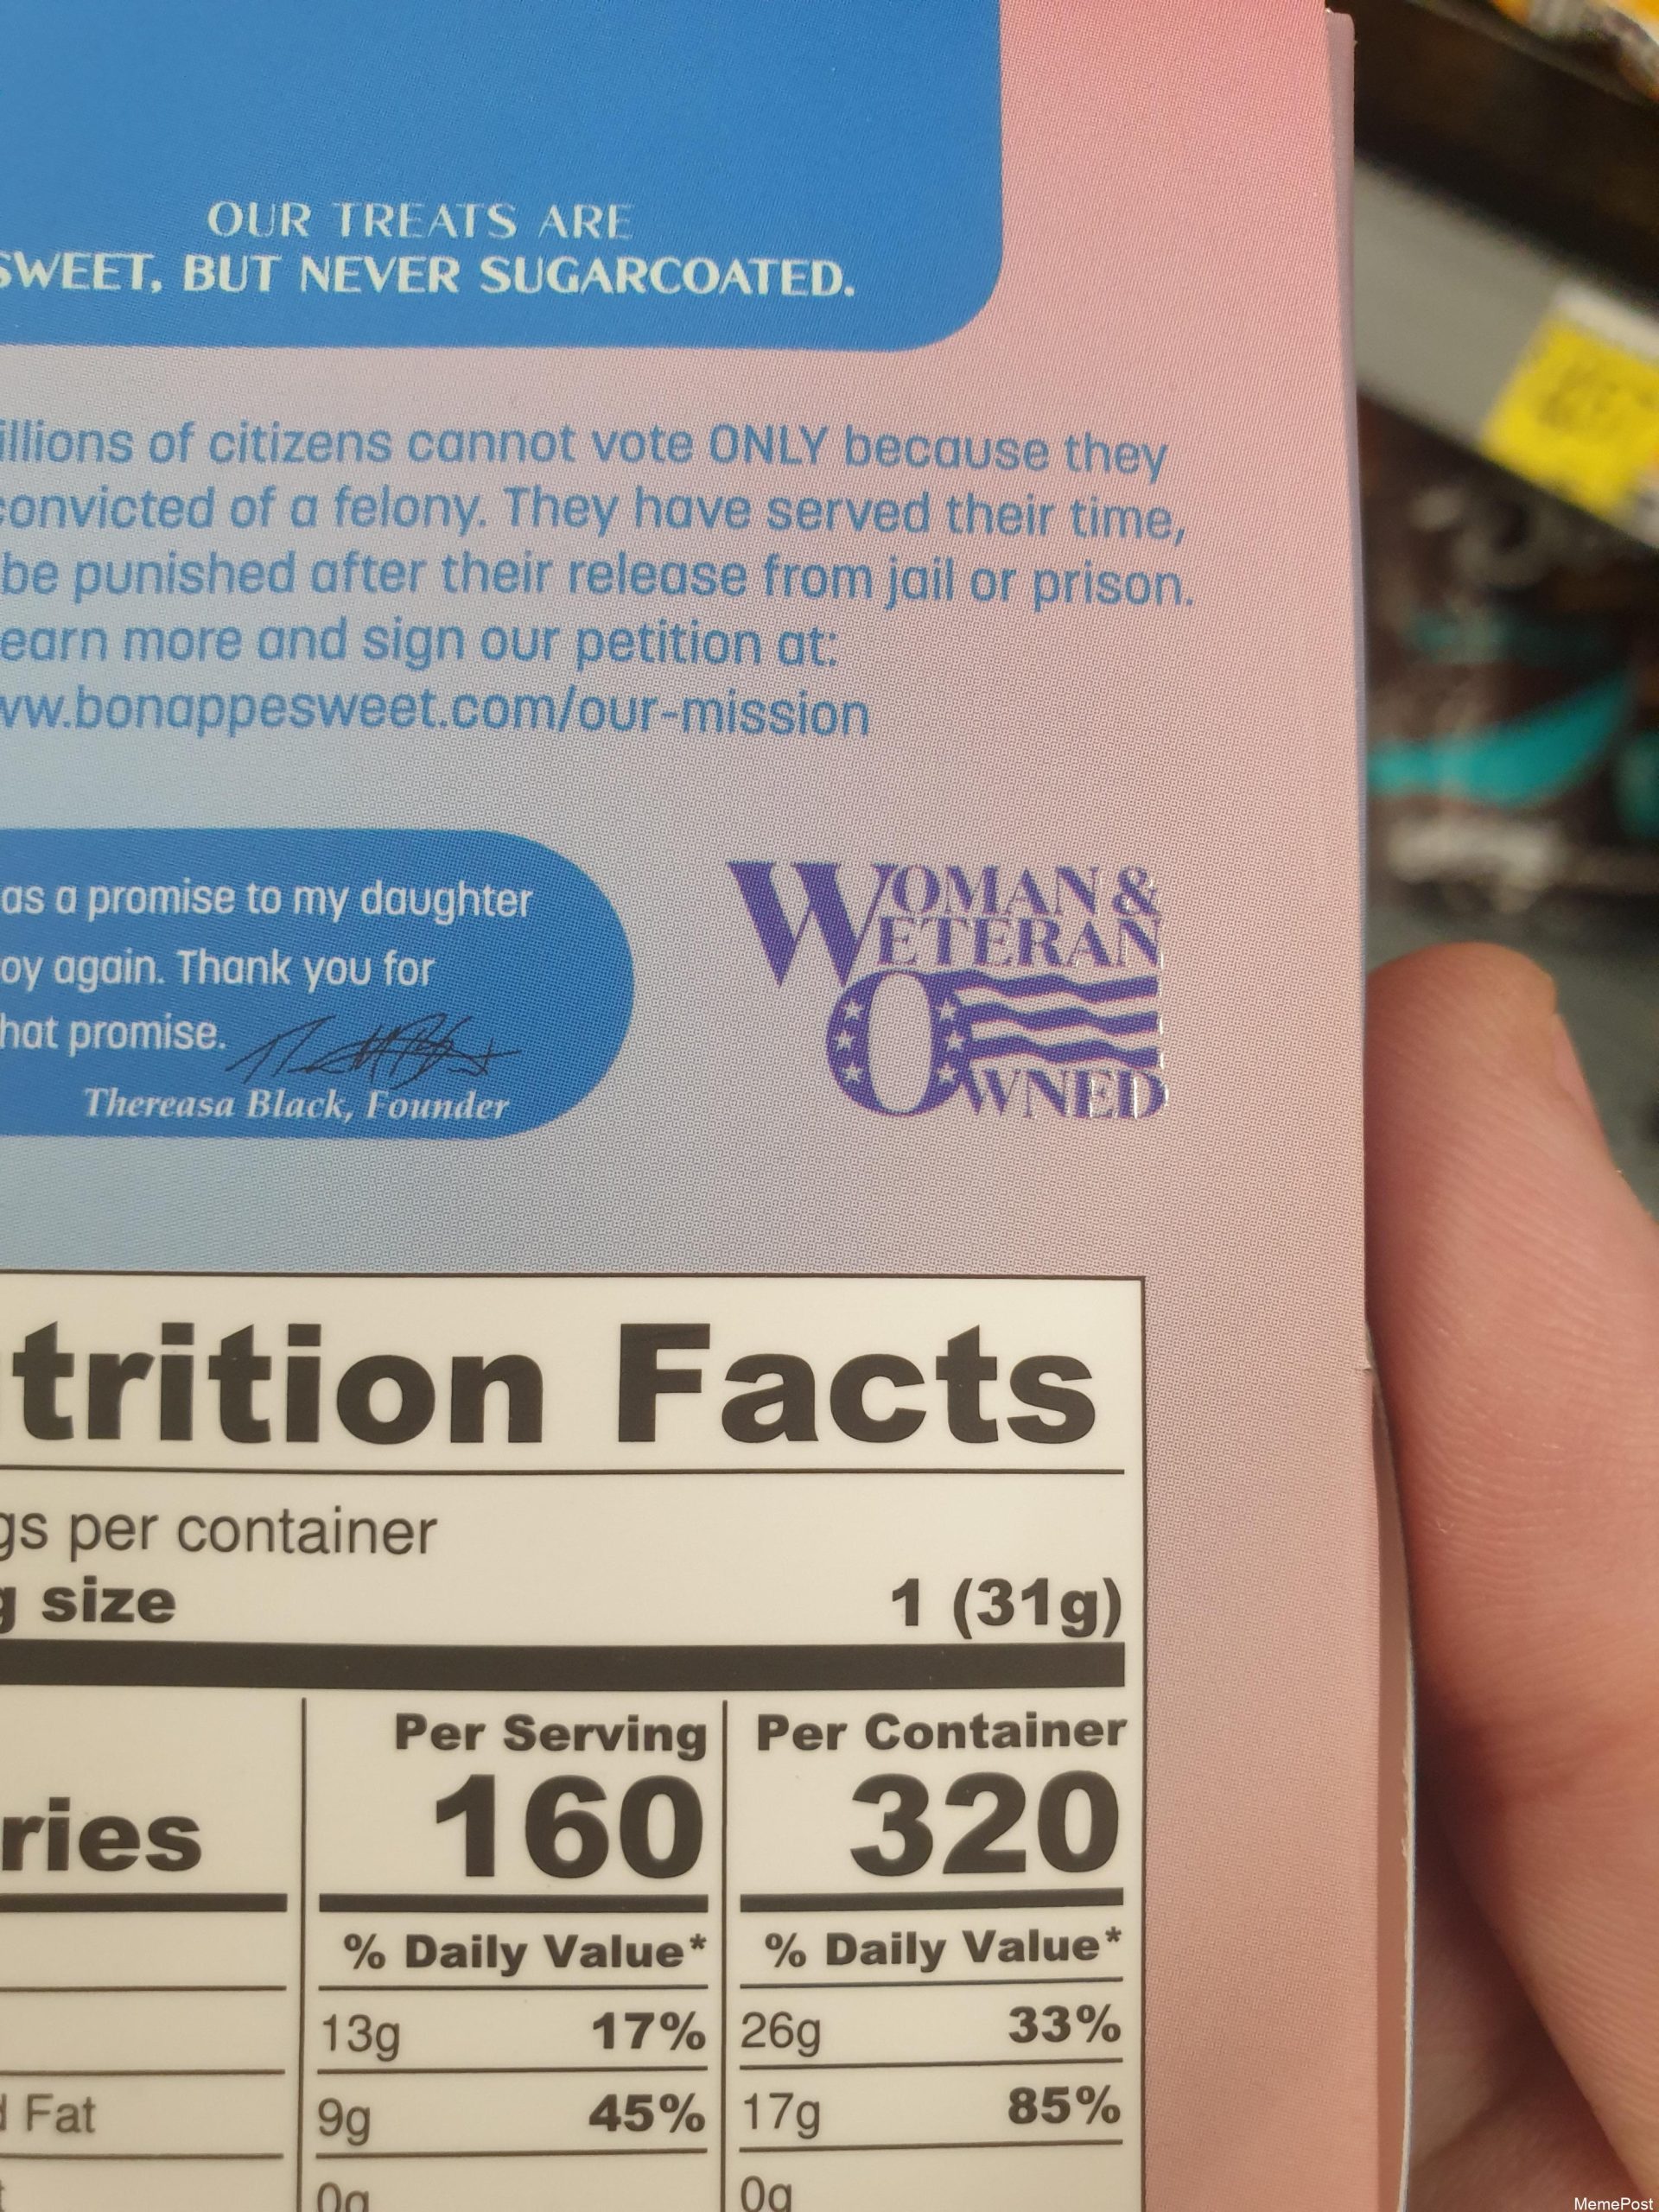 OUR TREATS ARE
SWEET, BUT NEVER SUGARCOATED.
illions of citizens cannot vote ONLY because they
convicted of a felony. They have served their time,
be punished after their release from jail or prison.
earn more and sign our petition at:
ww.bonappesweet.com/our-mission
as a promise to my daughter
oy again. Thank you for
hat promise.
Thereasa Black, Founder
WOMAN &
VETERAN
OWNED
trition Facts
gs per container
g size 1 (31g)
Per Serving Per Container
ries 160 320
% Daily Value* % Daily Value*
13g 17% 26g 33%
d Fat 9g 45% 17g 85%
0g 0g
MemePost